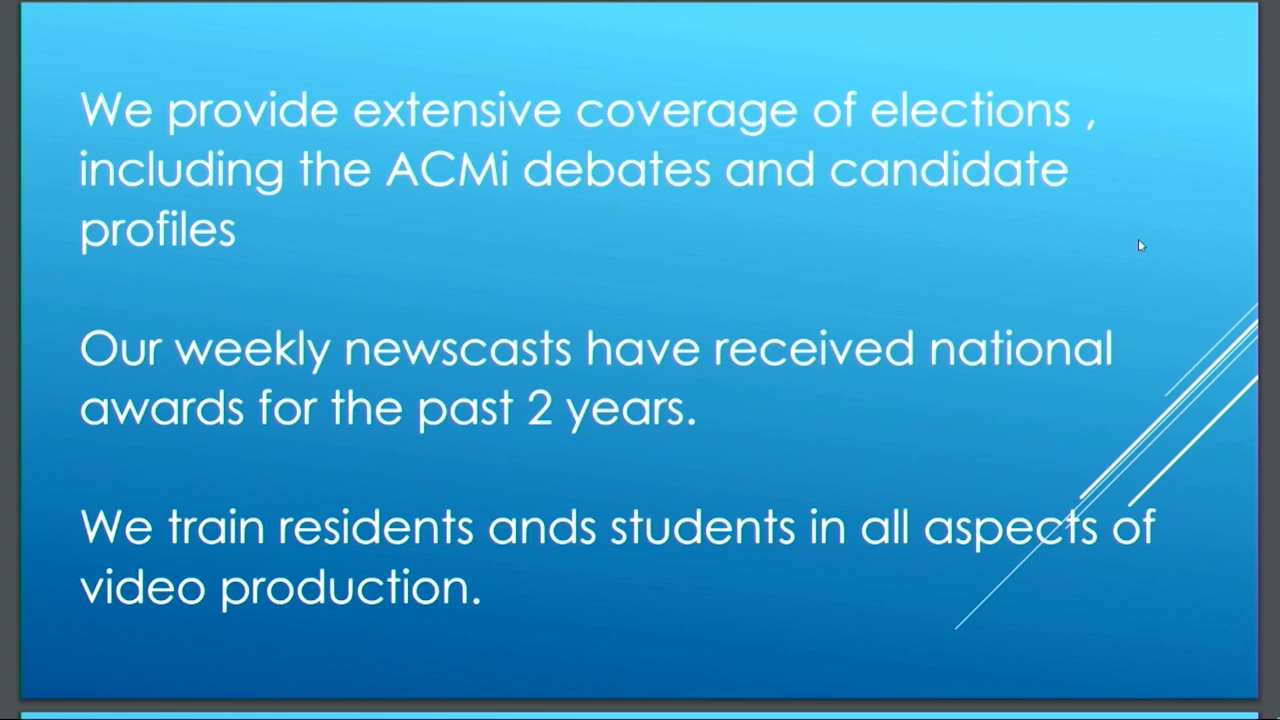 We provide extensive coverage of elections ,
including the ACMi debates and candidate
profiles
Our weekly newscasts have received national
awards for the past 2 years.
We train residents ands students in all aspects of
video production.